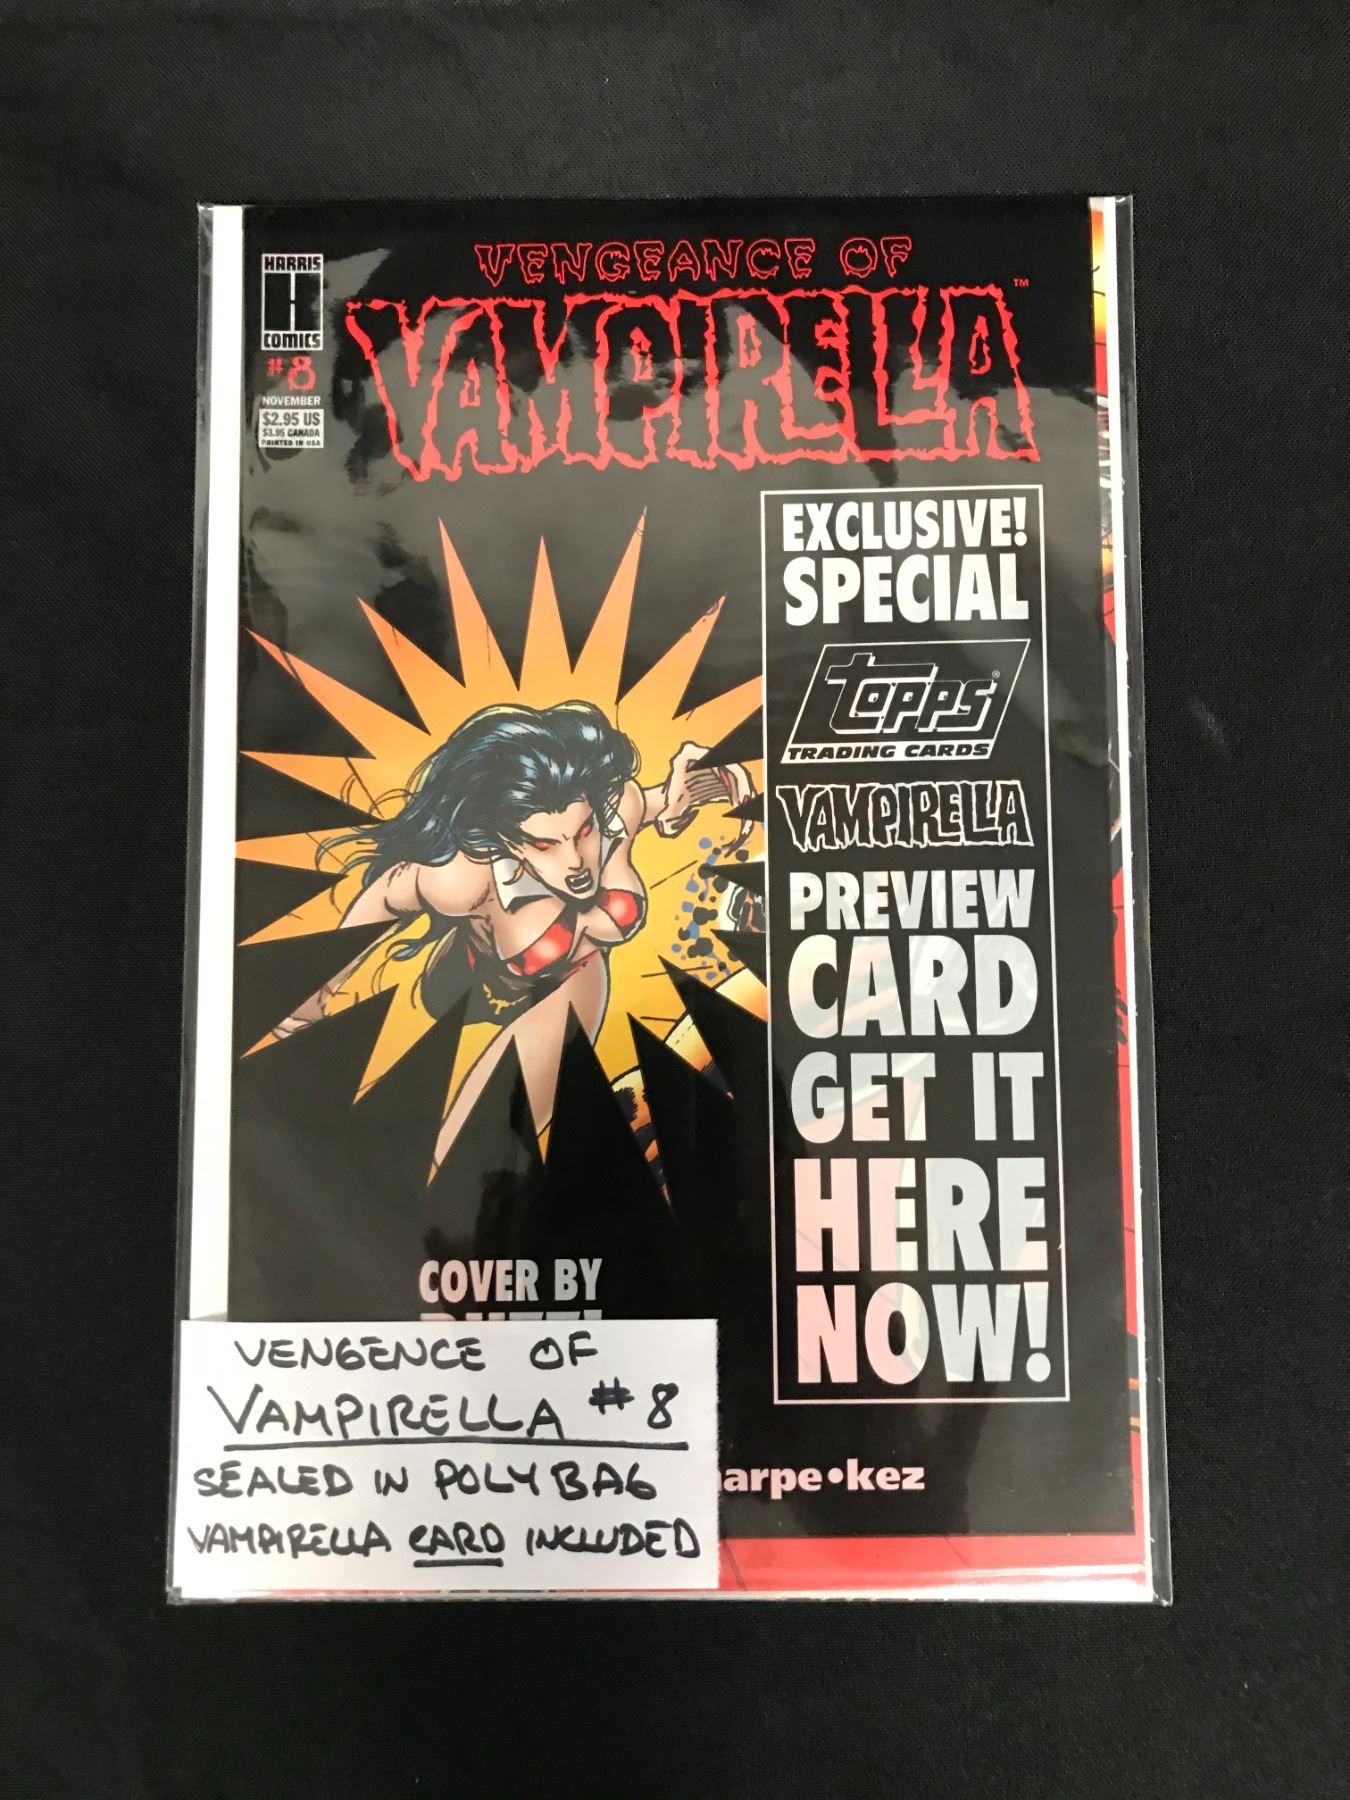 VENGEANCE OF
VAMPIRELLA™
HARRIS
H
COMICS
#8
NOVEMBER
$2.95 US
$3.95 CANADA
PRINTED IN USA
EXCLUSIVE!
SPECIAL
TOPPS®
TRADING CARDS
VAMPIRELLA
PREVIEW
CARD
GET IT
HERE
NOW!
COVER BY
arpe•kez
VENGENCE OF
VAMPIRELLA #8
SEALED IN POLY BAG
VAMPIRELLA CARD INCLUDED